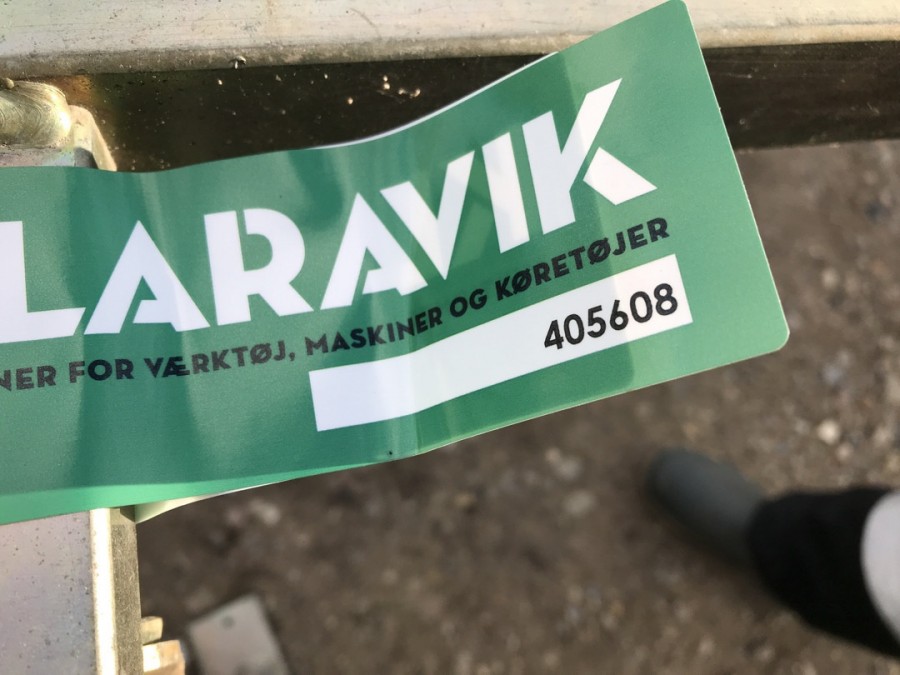 LARAVIK
NER FOR VÆRKTØJ, MASKINER OG KØRETØJER
405608